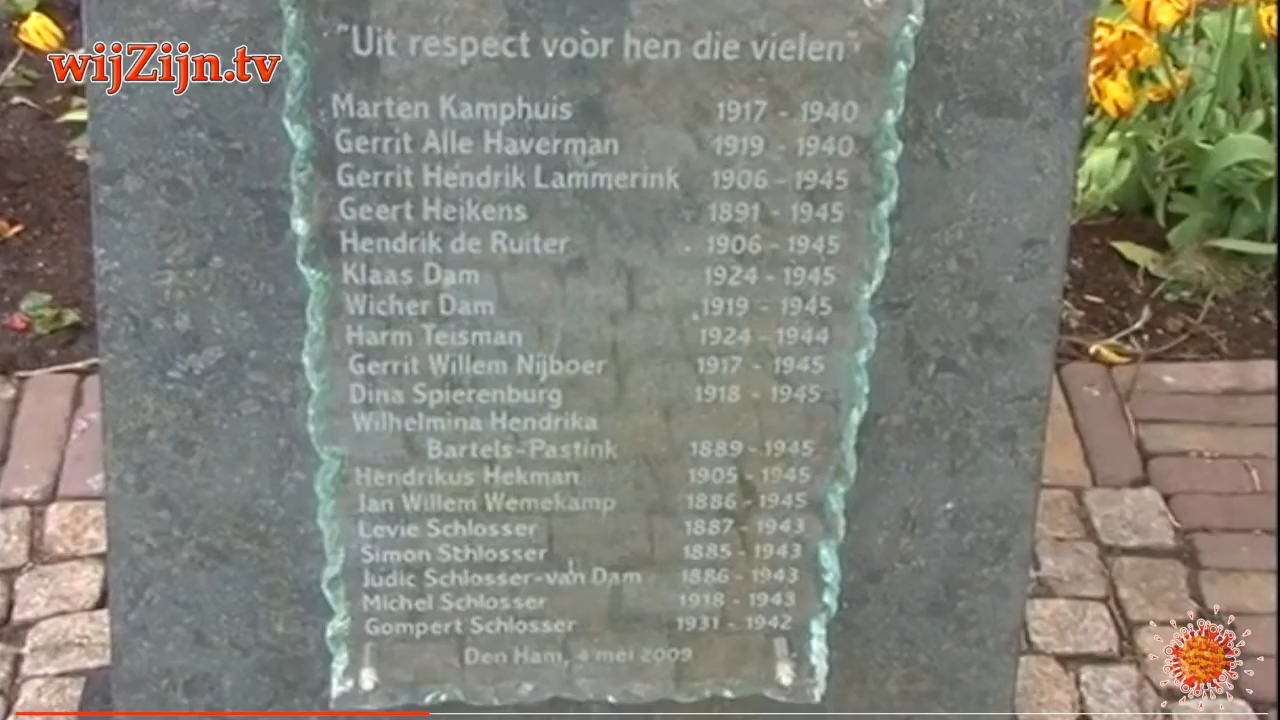 wijZijn.tv
"Uit respect voor hen die vielen"
Marten Kamphuis 1917 - 1940
Gerrit Alle Haverman 1919 - 1940
Gerrit Hendrik Lammerink 1906 - 1945
Geert Heikens 1891 - 1945
Hendrik de Ruiter 1906 - 1945
Klaas Dam 1924 - 1945
Wicher Dam 1919 - 1945
Harm Teisman 1924 - 1944
Gerrit Willem Nijboer 1917 - 1945
Dina Spierenburg 1918 - 1945
Wilhelmina Hendrika
Bartels-Pastink 1889 - 1945
Hendrikus Hekman 1905 - 1945
Jan Willem Wemekamp 1886 - 1945
Levie Schlosser 1887 - 1943
Simon Schlosser 1885 - 1943
Judic Schlosser-van Dam 1886 - 1943
Michel Schlosser 1918 - 1943
Gompert Schlosser 1931 - 1942
Den Ham, 4 mei 2009